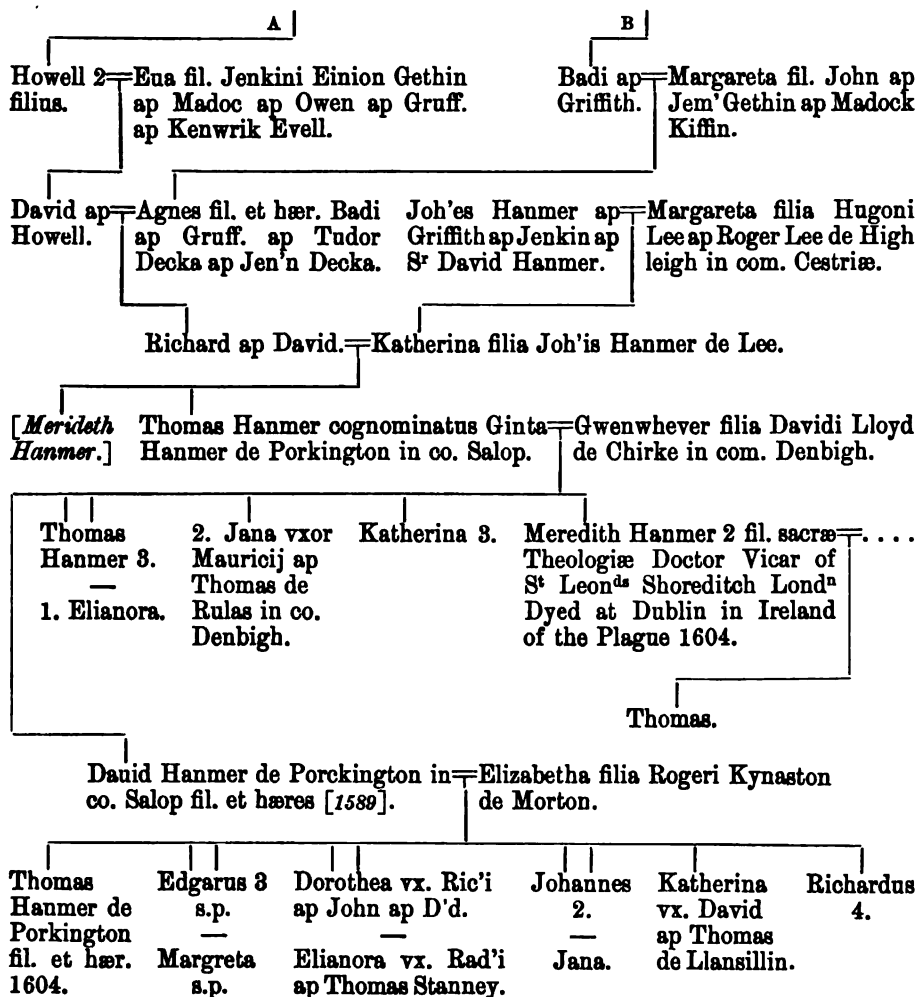 A
B
Howell 2 filius.
Eua fil. Jenkini Einion Gethin
ap Madoc ap Owen ap Gruff.
ap Kenwrik Evell.
Badi ap
Griffith.
Margareta fil. John ap
Jem' Gethin ap Madock
Kiffin.
David ap
Howell.
Agnes fil. et hær. Badi
ap Gruff. ap Tudor
Decka ap Jen'n Decka.
Joh'es Hanmer ap
Griffith ap Jenkin ap
Sr David Hanmer.
Margareta filia Hugoni
Lee ap Roger Lee de High
leigh in com. Cestriæ.
Richard ap David.
Katherina filia Joh'is Hanmer de Lee.
[Merideth
Hanmer.]
Thomas Hanmer cognominatus Ginta
Hanmer de Porkington in co. Salop.
Gwenwhever filia Davidi Lloyd
de Chirke in com. Denbigh.
Thomas
Hanmer 3.
—
1. Elianora.
2. Jana vxor
Mauricij ap
Thomas de
Rulas in co.
Denbigh.
Katherina 3.
Meredith Hanmer 2 fil. sacræ
Theologiæ Doctor Vicar of
St Leonds Shoreditch Londn
Dyed at Dublin in Ireland
of the Plague 1604.
....
Thomas.
Dauid Hanmer de Porckington in
co. Salop fil. et hæres [1589].
Elizabetha filia Rogeri Kynaston
de Morton.
Thomas
Hanmer de
Porkington
fil. et hær.
1604.
Edgarus 3
s.p.
—
Margreta
s.p.
Dorothea vx. Ric'i
ap John ap D'd.
—
Elianora vx. Rad'i
ap Thomas Stanney.
Johannes
2.
—
Jana.
Katherina
vx. David
ap Thomas
de Llansillin.
Richardus
4.